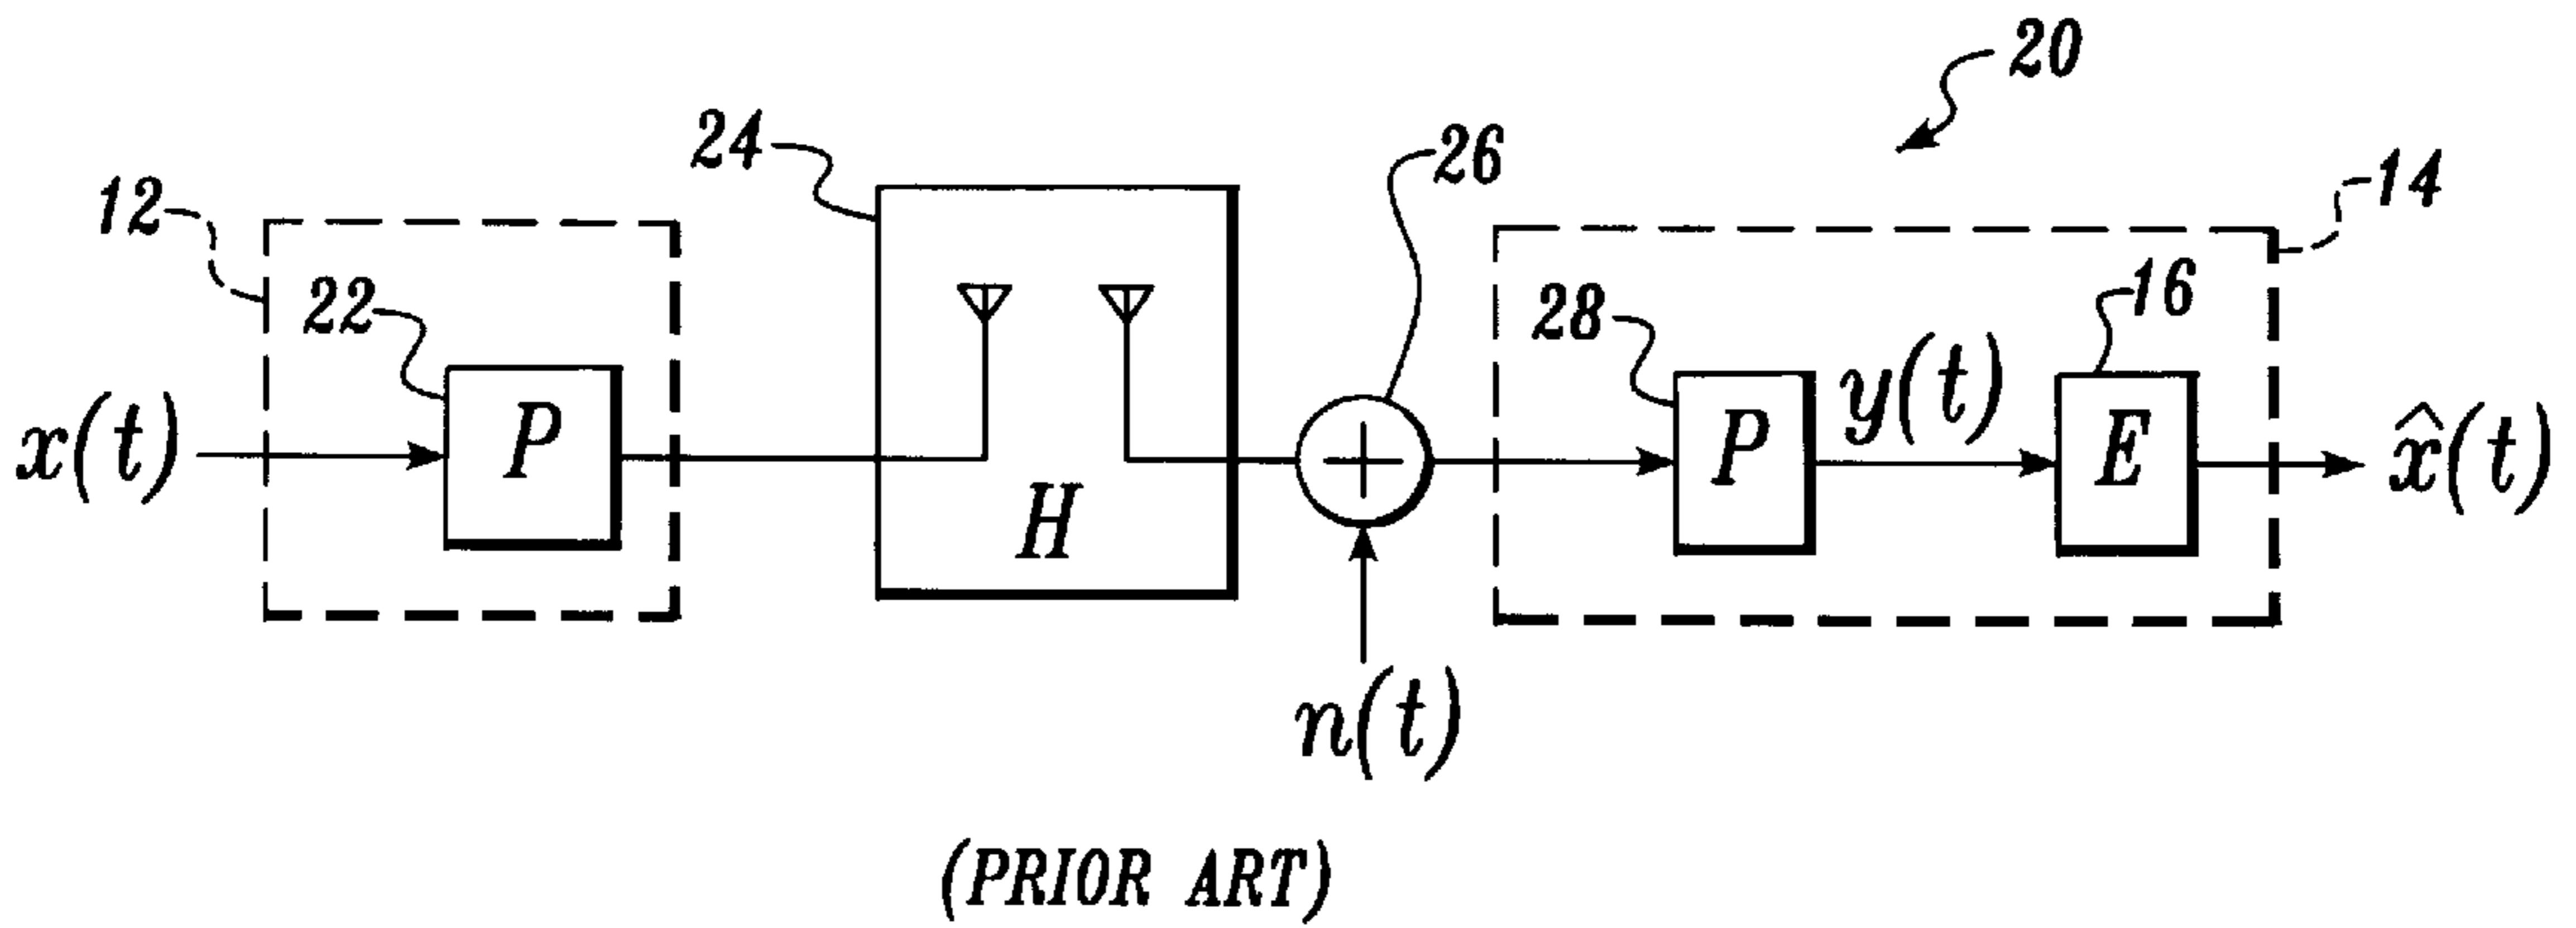 20
24
26
12
14
22
28
16
x(t)
P
H
+
P
y(t)
E
x̂(t)
n(t)
(PRIOR ART)